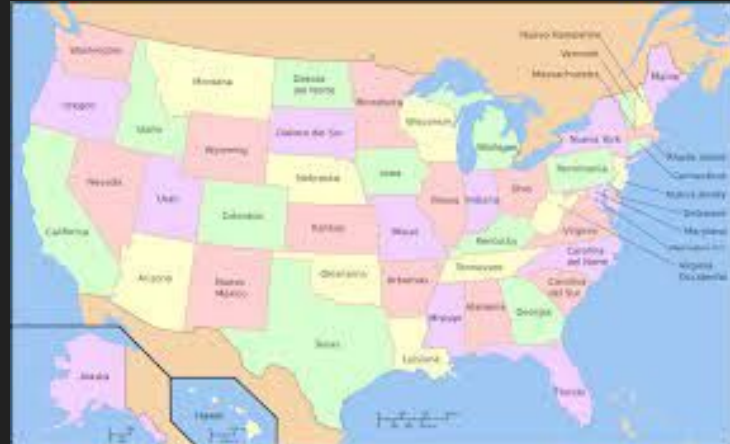 Washington
Montana
Dakota
del Norte
Minnesota
Oregon
Idaho
Wyoming
Dakota del Sur
Wisconsin
Michigan
Nuevo Hampshire
Vermont
Massachusetts
Maine
Nueva York
Rhode Island
Connecticut
Nueva Jersey
Delaware
Maryland
Virginia
Occidental
Pensilvania
Nevada
Utah
Colorado
Nebraska
Iowa
Illinois
Indiana
Ohio
California
Kansas
Misuri
Kentucky
Virginia
Carolina
del Norte
Arizona
Nuevo
México
Oklahoma
Arkansas
Tennessee
Carolina
del Sur
Texas
Luisiana
Misisipi
Alabama
Georgia
Florida
Alaska
Hawaii